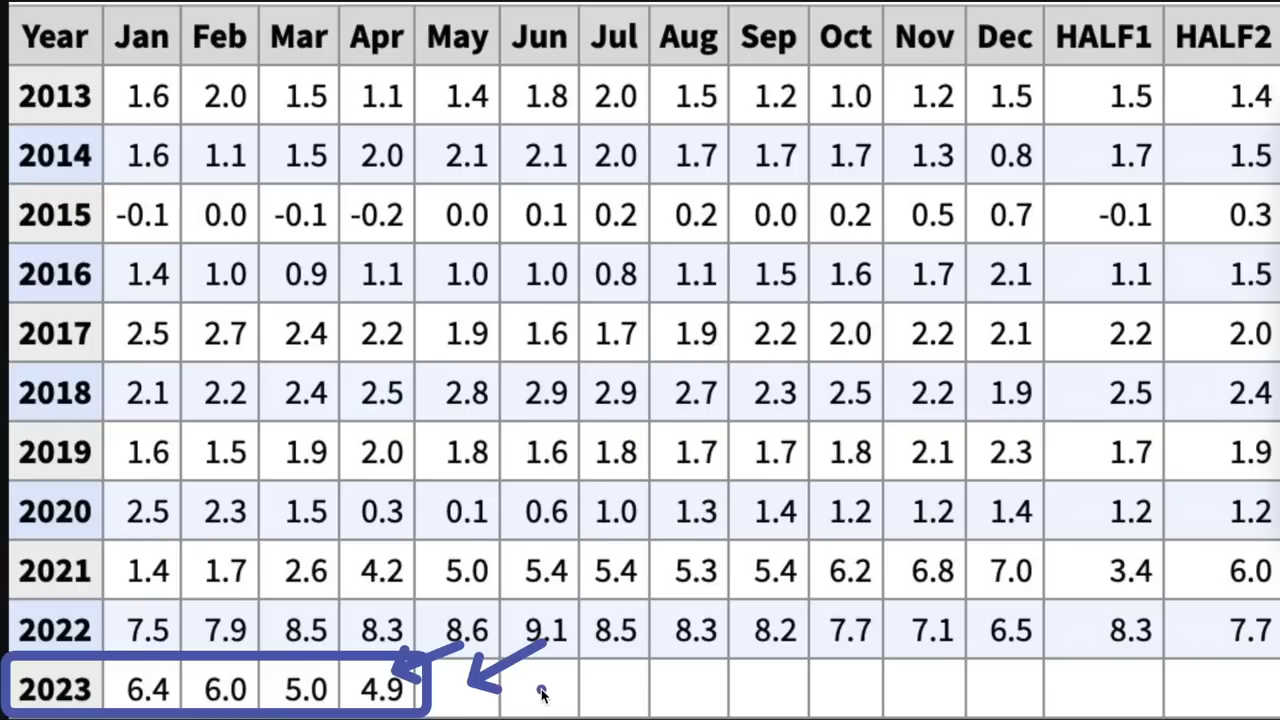 Year Jan Feb Mar Apr May Jun Jul Aug Sep Oct Nov Dec HALF1 HALF2
2013 1.6 2.0 1.5 1.1 1.4 1.8 2.0 1.5 1.2 1.0 1.2 1.5 1.5 1.4
2014 1.6 1.1 1.5 2.0 2.1 2.1 2.0 1.7 1.7 1.7 1.3 0.8 1.7 1.5
2015 -0.1 0.0 -0.1 -0.2 0.0 0.1 0.2 0.2 0.0 0.2 0.5 0.7 -0.1 0.3
2016 1.4 1.0 0.9 1.1 1.0 1.0 0.8 1.1 1.5 1.6 1.7 2.1 1.1 1.5
2017 2.5 2.7 2.4 2.2 1.9 1.6 1.7 1.9 2.2 2.0 2.2 2.1 2.2 2.0
2018 2.1 2.2 2.4 2.5 2.8 2.9 2.9 2.7 2.3 2.5 2.2 1.9 2.5 2.4
2019 1.6 1.5 1.9 2.0 1.8 1.6 1.8 1.7 1.7 1.8 2.1 2.3 1.7 1.9
2020 2.5 2.3 1.5 0.3 0.1 0.6 1.0 1.3 1.4 1.2 1.2 1.4 1.2 1.2
2021 1.4 1.7 2.6 4.2 5.0 5.4 5.4 5.3 5.4 6.2 6.8 7.0 3.4 6.0
2022 7.5 7.9 8.5 8.3 8.6 9.1 8.5 8.3 8.2 7.7 7.1 6.5 8.3 7.7
2023 6.4 6.0 5.0 4.9